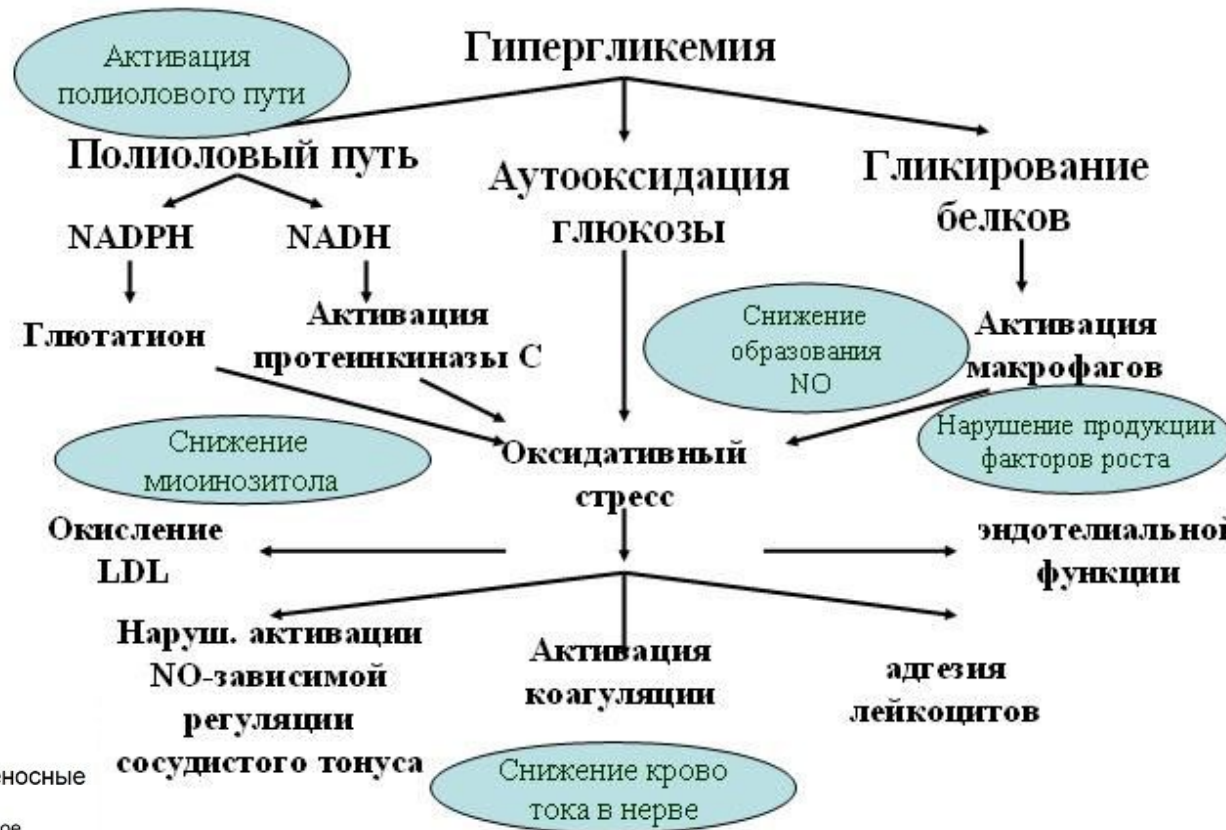 Активация
полиолового пути
Гипергликемия
Полиоловый путь
Аутооксидация
глюкозы
Гликирование
белков
NADPH
NADH
Глютатион
Активация
протеинкиназы С
Снижение
образования
NO
Активация
макрофагов
Снижение
миоинозитола
Оксидативный
стресс
Нарушение продукции
факторов роста
Окисление
LDL
эндотелиальной
функции
Наруш. активации
NO-зависимой
регуляции
сосудистого тонуса
Активация
коагуляции
адгезия
лейкоцитов
Снижение крово
тока в нерве